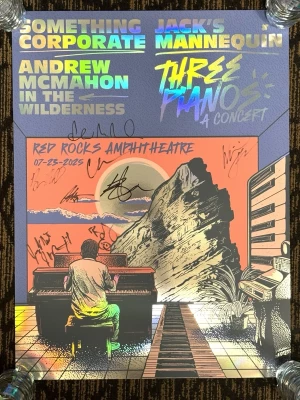 SOMETHING
CORPORATE
JACK'S
MANNEQUIN
ANDREW
MCMAHON
IN THE
WILDERNESS
THREE
PIANOS
A CONCERT
RED ROCKS AMPHITHEATRE
07-23-2025